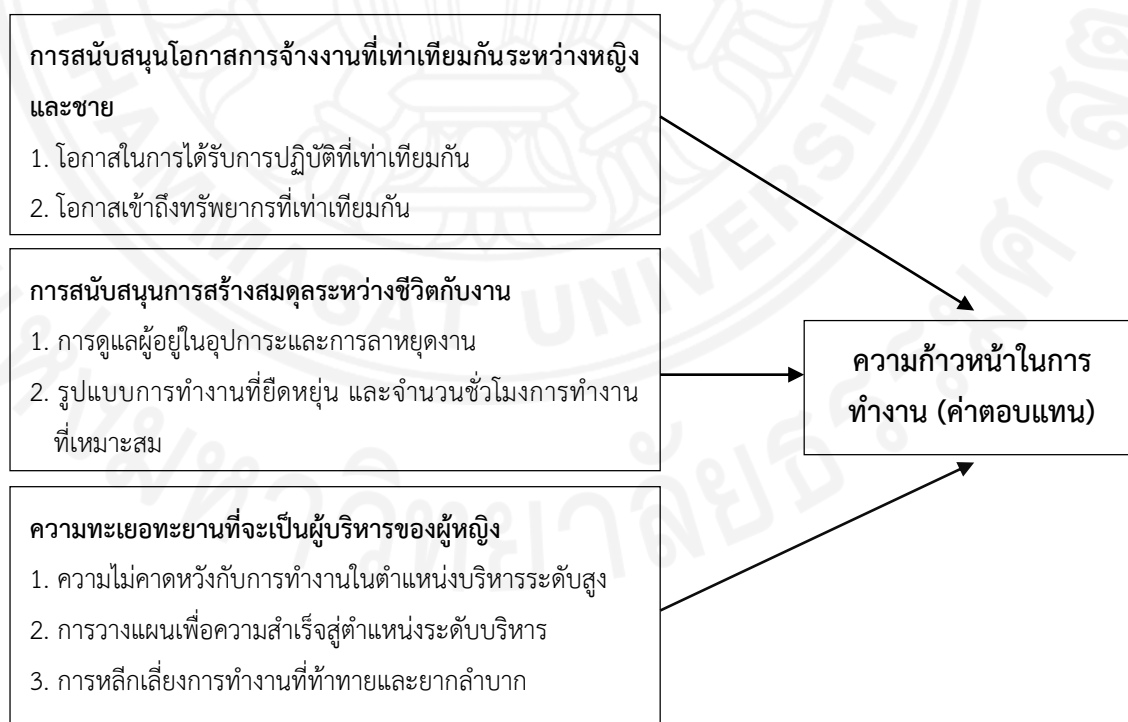 การสนับสนุนโอกาสการจ้างงานที่เท่าเทียมกันระหว่างหญิง
และชาย
1. โอกาสในการได้รับการปฏิบัติที่เท่าเทียมกัน
2. โอกาสเข้าถึงทรัพยากรที่เท่าเทียมกัน
การสนับสนุนการสร้างสมดุลระหว่างชีวิตกับงาน
1. การดูแลผู้อยู่ในอุปการะและการลาหยุดงาน
2. รูปแบบการทำงานที่ยืดหยุ่น และจำนวนชั่วโมงการทำงาน
ที่เหมาะสม
ความทะเยอทะยานที่จะเป็นผู้บริหารของผู้หญิง
1. ความไม่คาดหวังกับการทำงานในตำแหน่งบริหารระดับสูง
2. การวางแผนเพื่อความสำเร็จสู่ตำแหน่งระดับบริหาร
3. การหลีกเลี่ยงการทำงานที่ท้าทายและยากลำบาก
ความก้าวหน้าในการ
ทำงาน (ค่าตอบแทน)
MASAT UNIVERSITY